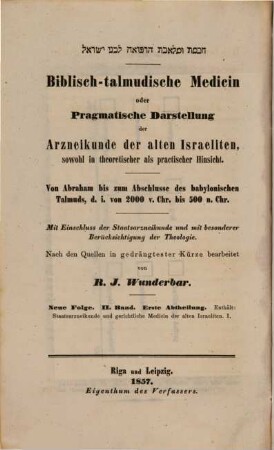 חכמת ומלאכת הרפואה לבני ישראל
Biblisch-talmudische Medicin
oder
Pragmatische Darstellung
der
Arzneikunde der alten Israeliten,
sowohl in theoretischer als practischer Hinsicht.
Von Abraham bis zum Abschlusse des babylonischen
Talmuds, d. i. von 2000 v. Chr. bis 500 n. Chr.
Mit Einschluss der Staatsarzneikunde und mit besonderer
Berücksichtigung der Theologie.
Nach den Quellen in gedrängtester Kürze bearbeitet
von
R. J. Wunderbar.
Neue Folge. II. Band. Erste Abtheilung. Enthält:
Staatsarzneikunde und gerichtliche Medicin der alten Israeliten. I.
Riga und Leipzig.
1857.
Eigenthum des Verfassers.